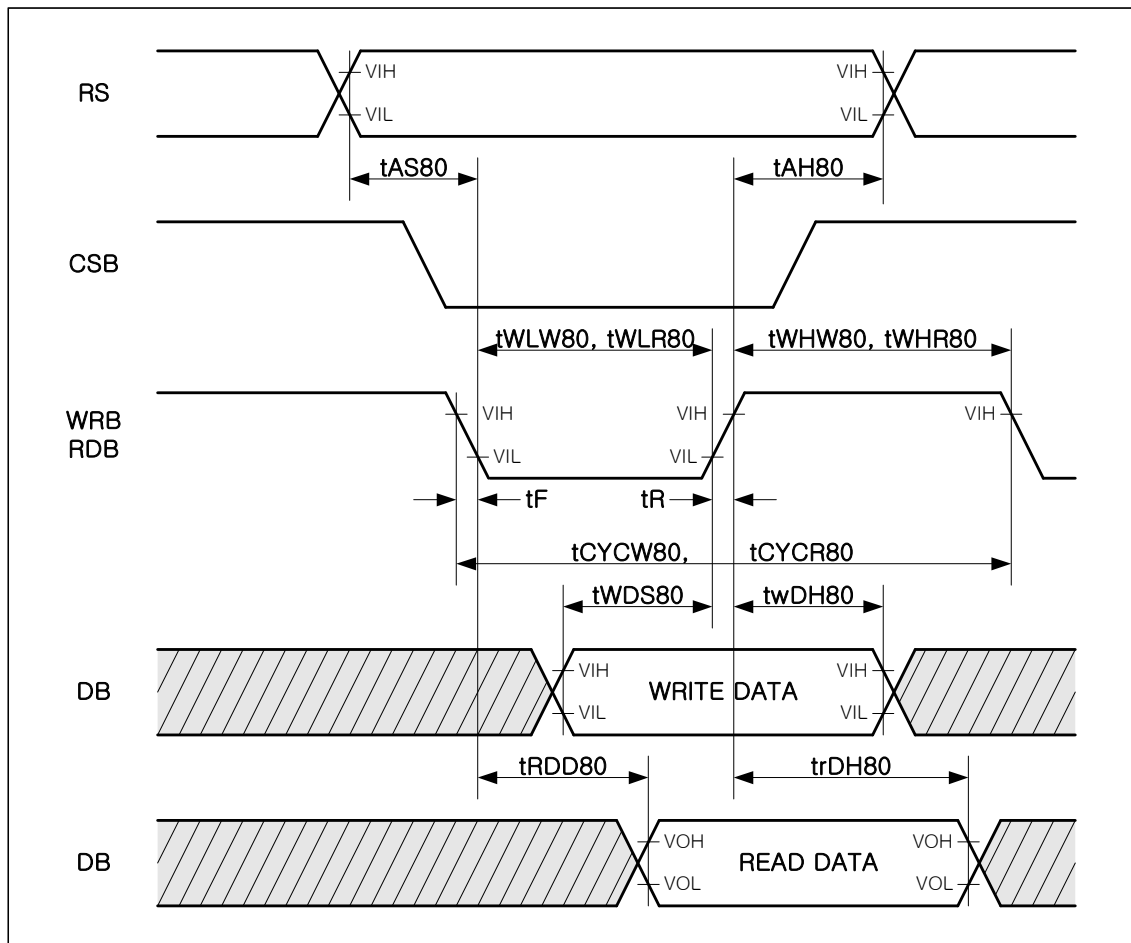 RS
VIH
VIH
VIL
VIL
tAS80
tAH80
CSB
tWLW80, tWLR80
tWHW80, tWHR80
WRB
RDB
VIH
VIH
VIH
VIL
VIL
tF
tR
tCYCW80, tCYCR80
tWDS80
twDH80
DB
VIH
VIH
WRITE DATA
VIL
VIL
tRDD80
trDH80
DB
VOH
VOH
READ DATA
VOL
VOL